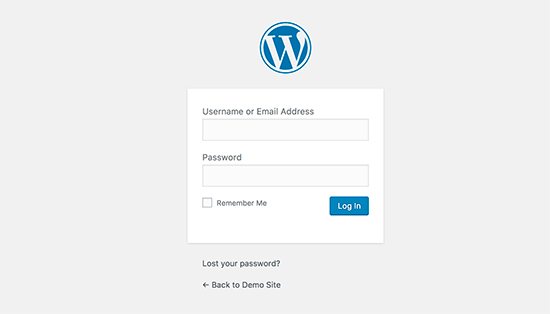 Username or Email Address
Password
Remember Me
Log In
Lost your password?
← Back to Demo Site